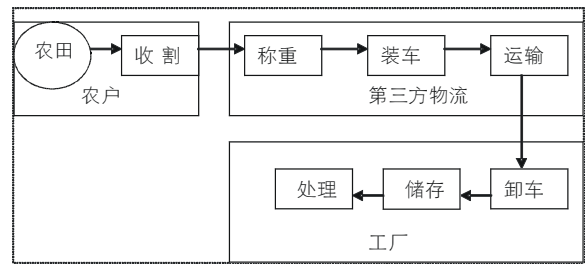 农田
收 割
称重
装车
运输
农户
第三方物流
处理
储存
卸车
工厂